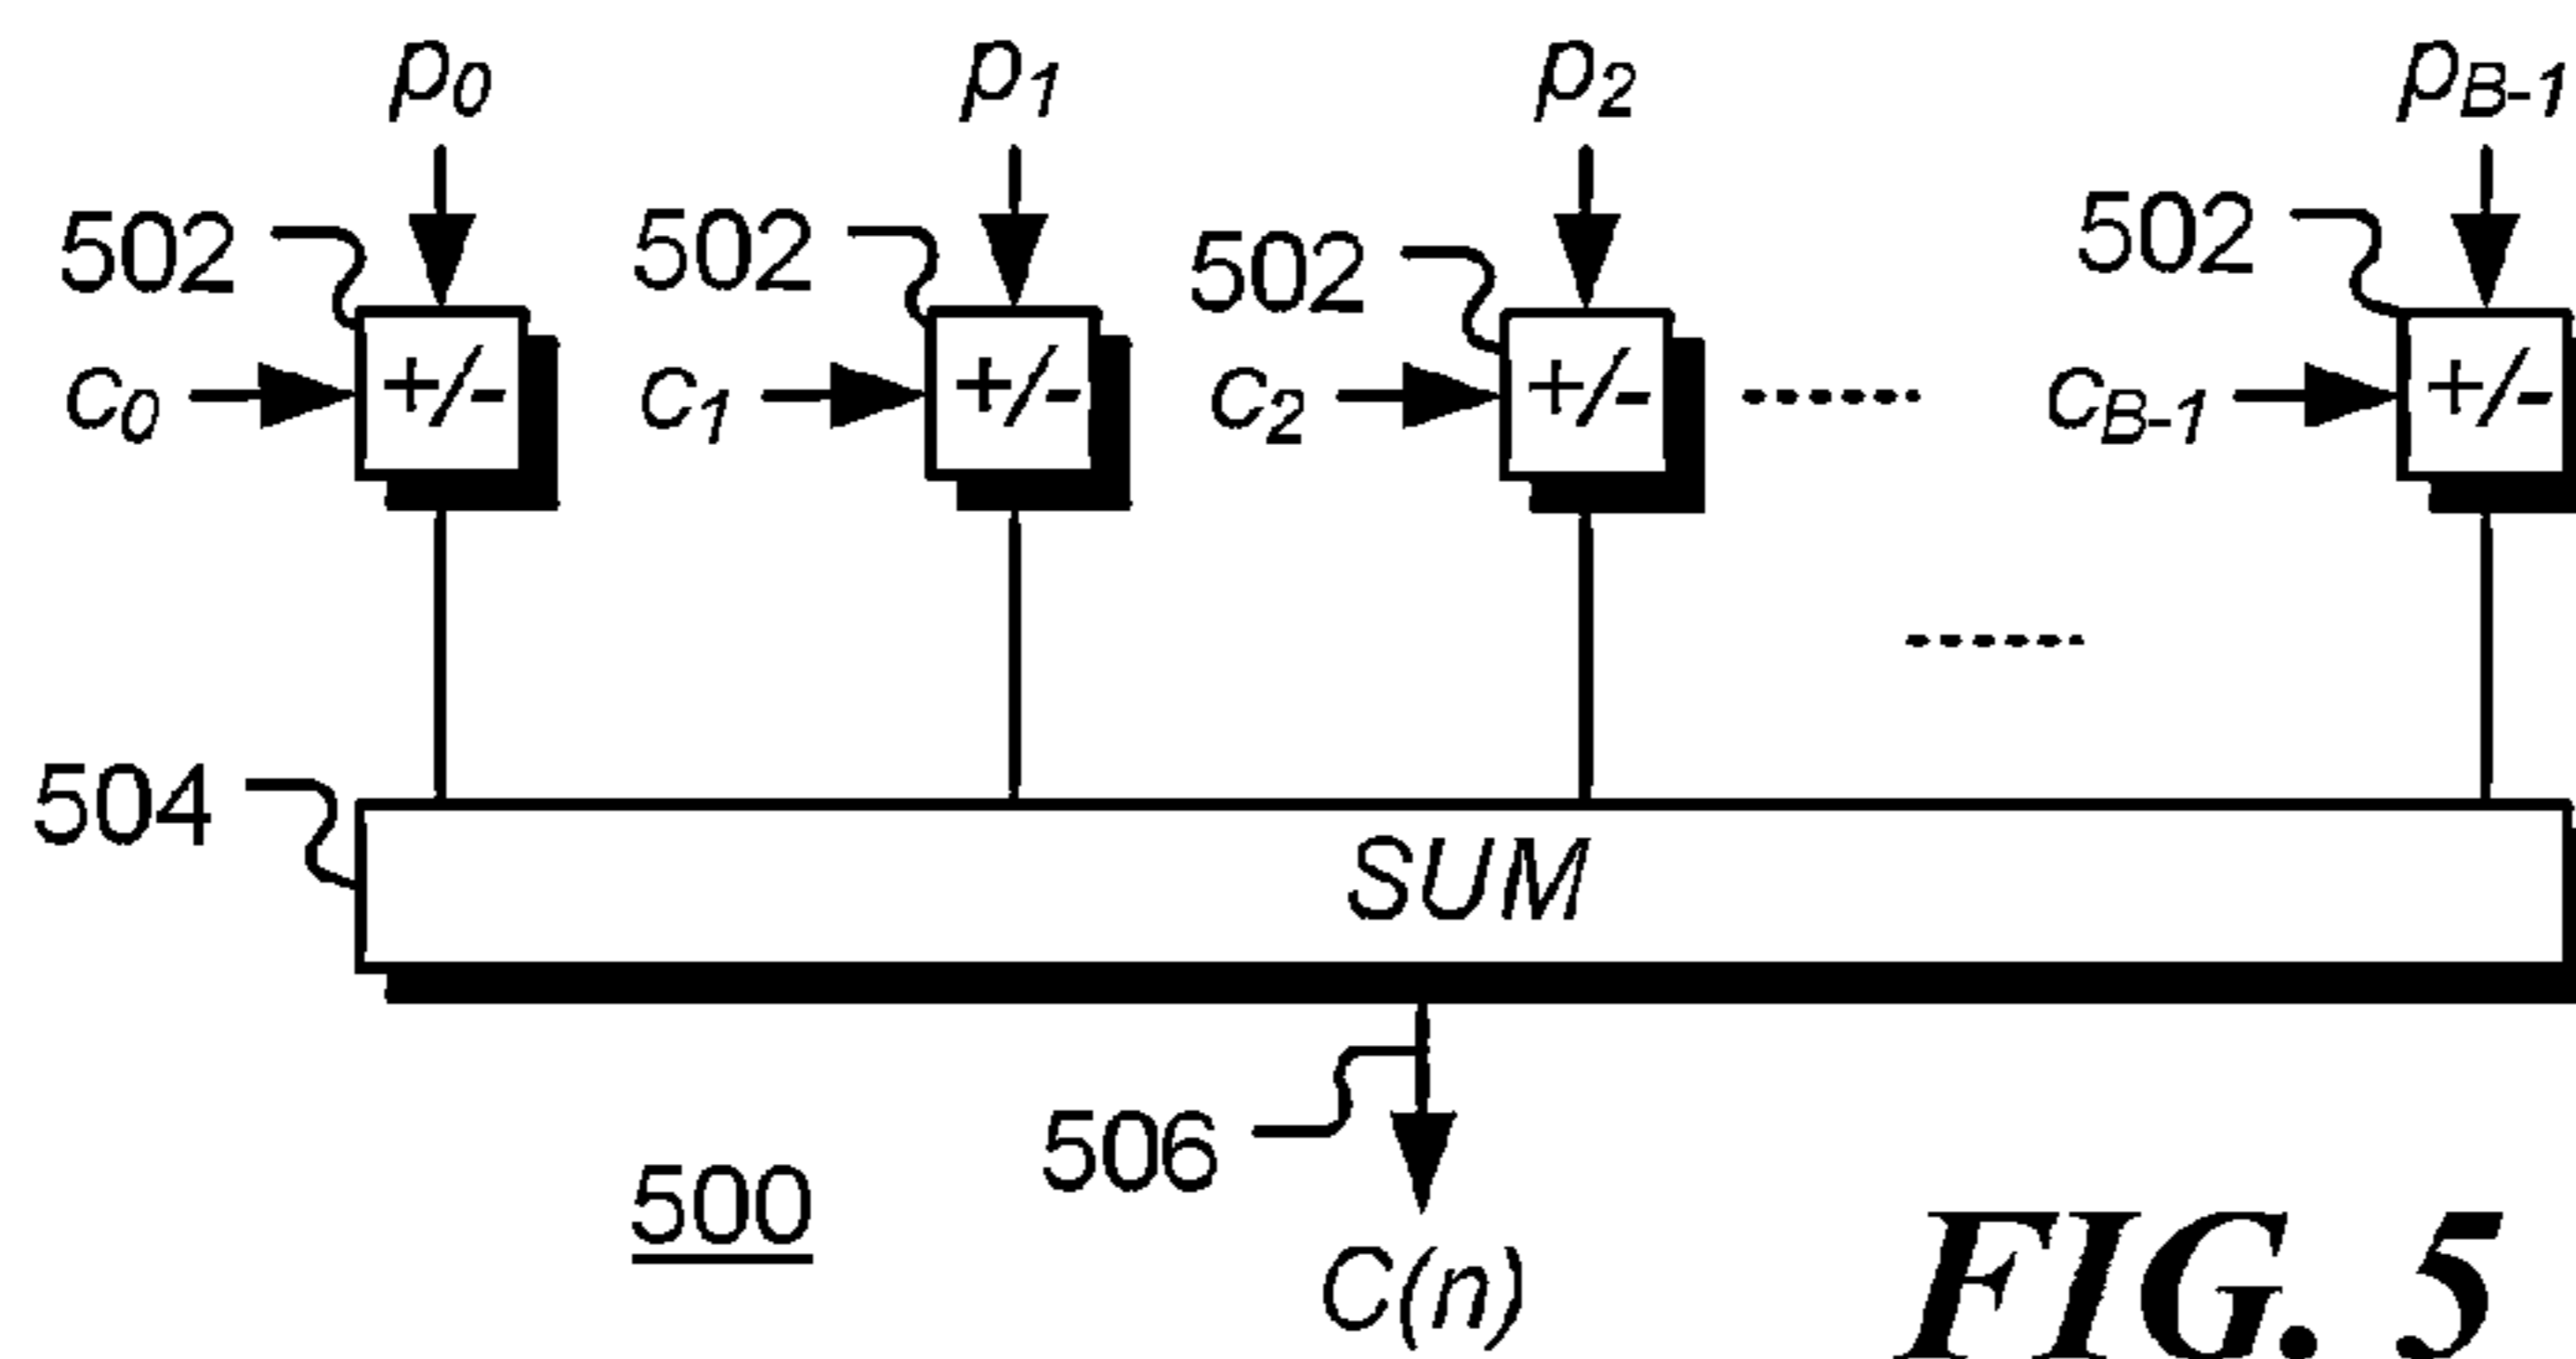 p0 p1 p2 pB-1
502 502 502 502
c0 +/- c1 +/- c2 +/- ...... cB-1 +/-
......
504 SUM
506
500
C(n)
FIG. 5